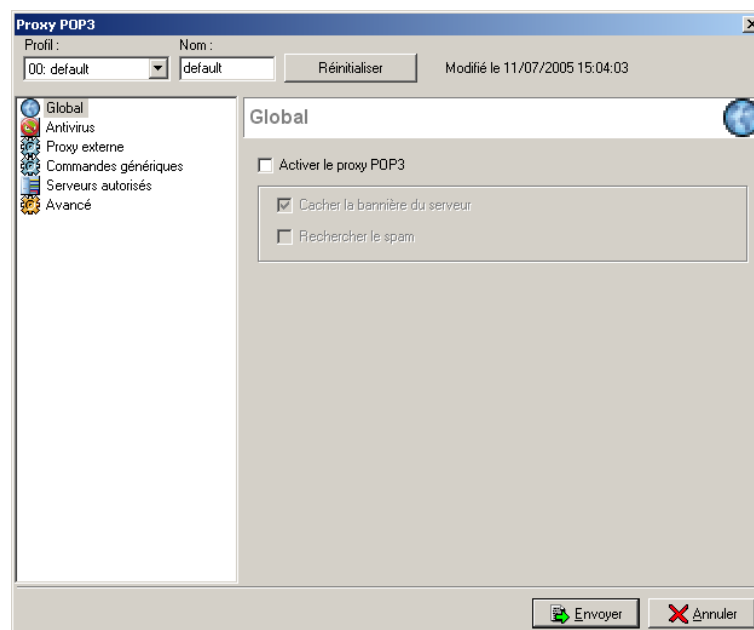 Proxy POP3
Profil :
Nom :
00: default
default
Réinitialiser
Modifié le 11/07/2005 15:04:03
Global
Antivirus
Proxy externe
Commandes génériques
Serveurs autorisés
Avancé
Global
Activer le proxy POP3
Cacher la bannière du serveur
Rechercher le spam
Envoyer
Annuler